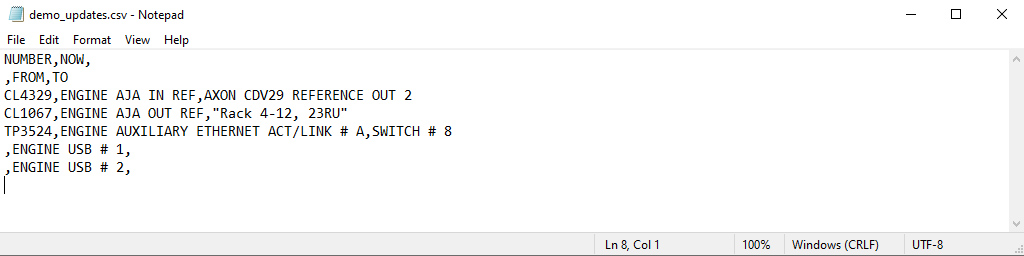 demo_updates.csv - Notepad
File Edit Format View Help
NUMBER,NOW,
,FROM,TO
CL4329,ENGINE AJA IN REF,AXON CDV29 REFERENCE OUT 2
CL1067,ENGINE AJA OUT REF,"Rack 4-12, 23RU"
TP3524,ENGINE AUXILIARY ETHERNET ACT/LINK # A,SWITCH # 8
,ENGINE USB # 1,
,ENGINE USB # 2,
Ln 8, Col 1 100% Windows (CRLF) UTF-8